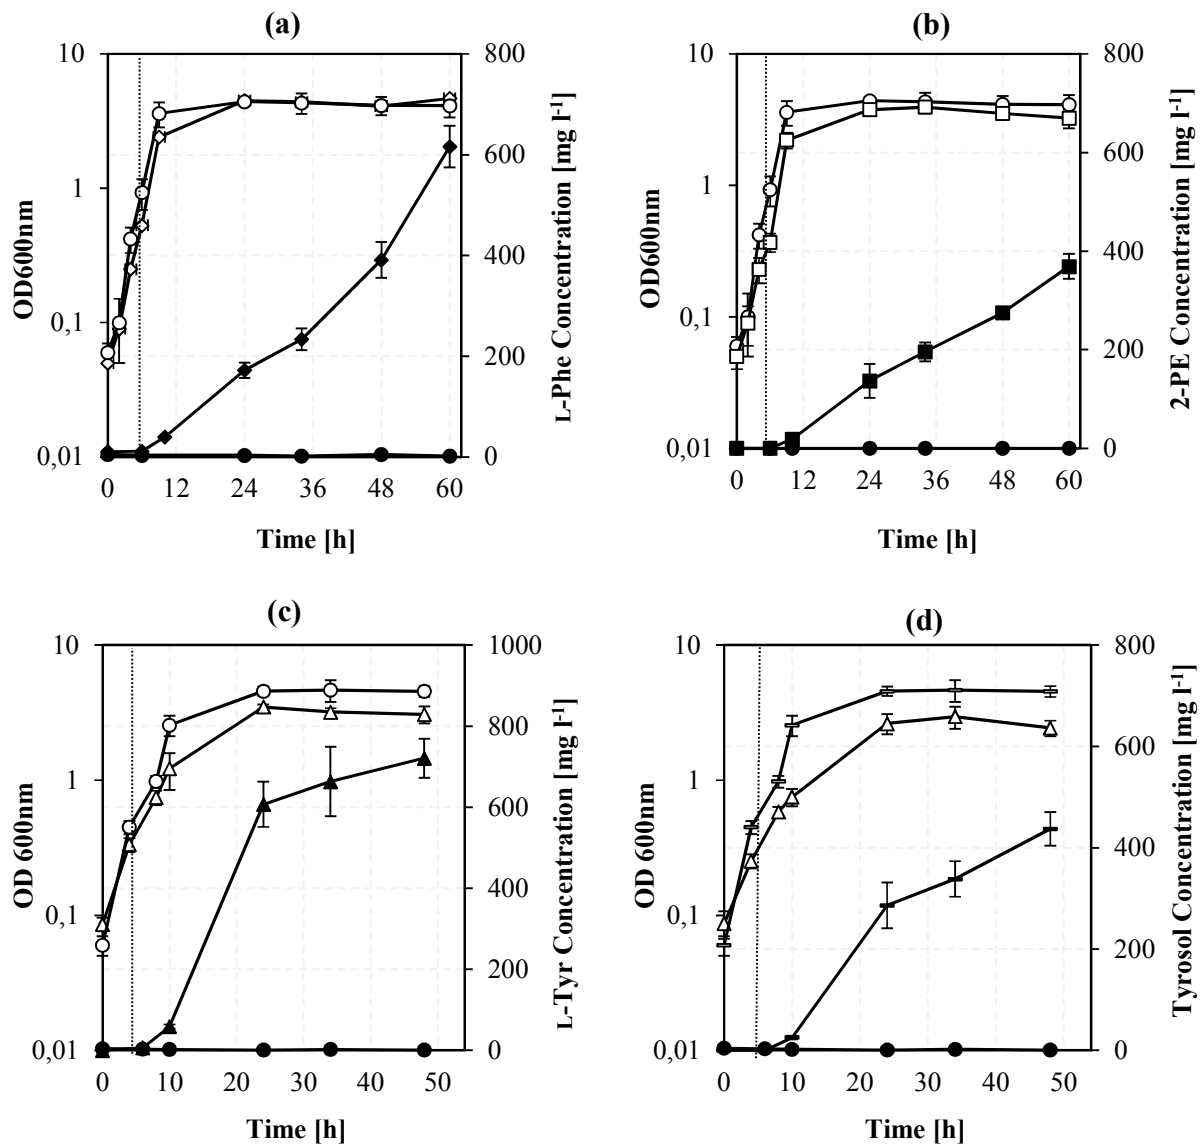 (a)
10
1
0.1
0,01
OD600nm
800
600
400
200
0
L-Phe Concentration [mg l-1]
0 12 24 36 48 60
Time [h]
(b)
10
1
0.1
0,01
OD600nm
800
600
400
200
0
2-PE Concentration [mg l-1]
0 12 24 36 48 60
Time [h]
(c)
10
1
0.1
0,01
OD 600nm
1000
800
600
400
200
0
L-Tyr Concentration [mg l-1]
0 10 20 30 40 50
Time [h]
(d)
10
1
0.1
0,01
OD 600nm
800
600
400
200
0
Tyrosol Concentration [mg l-1]
0 10 20 30 40 50
Time [h]